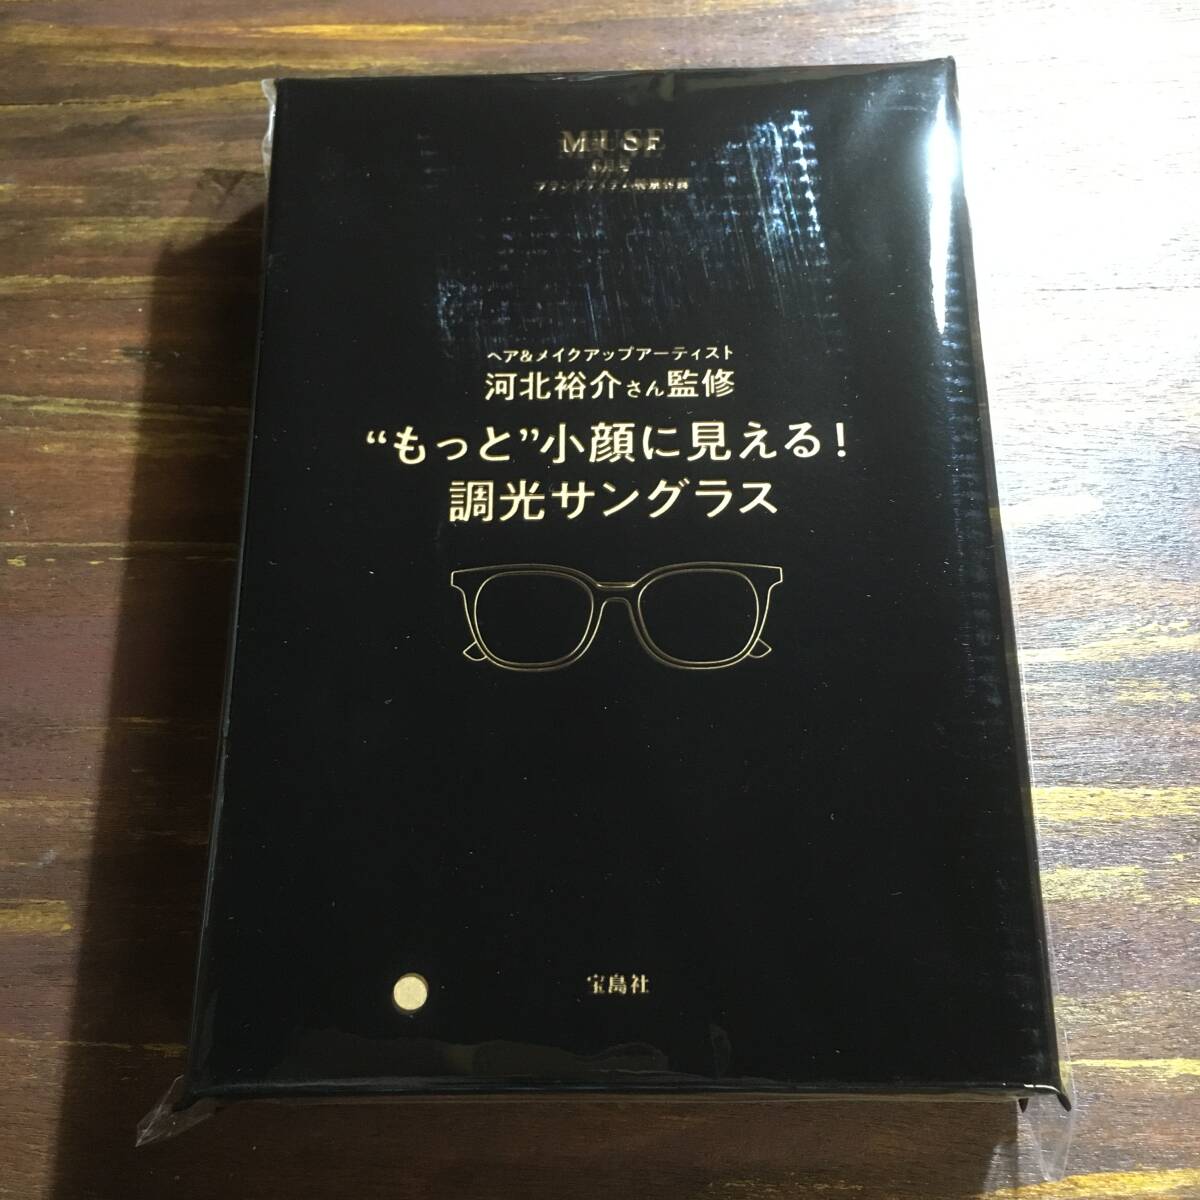 MUSE
ヘア&メイクアップアーティスト
河北裕介さん監修
“もっと”小顔に見える!
調光サングラス
宝島社